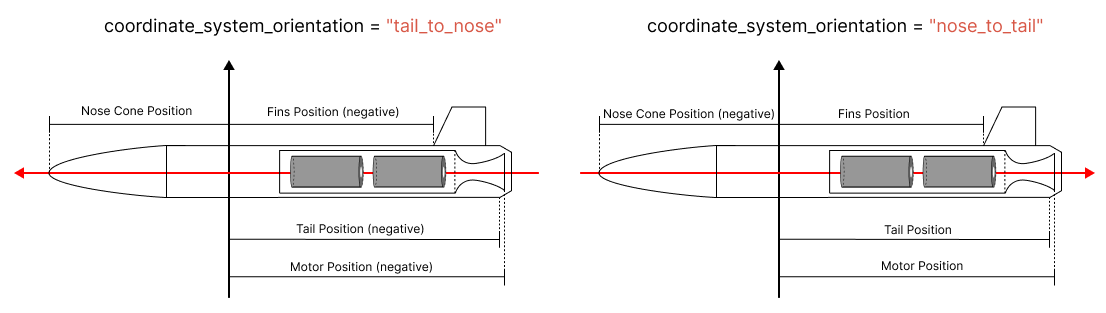 coordinate_system_orientation = "tail_to_nose"
Nose Cone Position
Fins Position (negative)
Tail Position (negative)
Motor Position (negative)
coordinate_system_orientation = "nose_to_tail"
Nose Cone Position (negative)
Fins Position
Tail Position
Motor Position